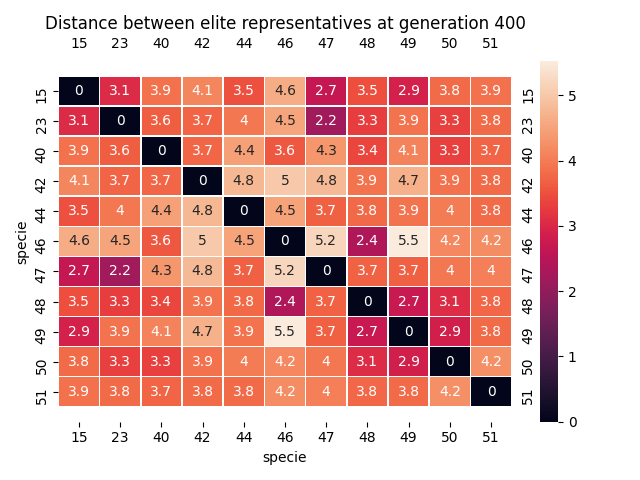 Distance between elite representatives at generation 400
15 23 40 42 44 46 47 48 49 50 51
15 0 3.1 3.9 4.1 3.5 4.6 2.7 3.5 2.9 3.8 3.9 15
23 3.1 0 3.6 3.7 4 4.5 2.2 3.3 3.9 3.3 3.8 23
40 3.9 3.6 0 3.7 4.4 3.6 4.3 3.4 4.1 3.3 3.7 40
42 4.1 3.7 3.7 0 4.8 5 4.8 3.9 4.7 3.9 3.8 42
44 3.5 4 4.4 4.8 0 4.5 3.7 3.8 3.9 4 3.8 44
46 4.6 4.5 3.6 5 4.5 0 5.2 2.4 5.5 4.2 4.2 46
47 2.7 2.2 4.3 4.8 3.7 5.2 0 3.7 3.7 4 4 47
48 3.5 3.3 3.4 3.9 3.8 2.4 3.7 0 2.7 3.1 3.8 48
49 2.9 3.9 4.1 4.7 3.9 5.5 3.7 2.7 0 2.9 3.8 49
50 3.8 3.3 3.3 3.9 4 4.2 4 3.1 2.9 0 4.2 50
51 3.9 3.8 3.7 3.8 3.8 4.2 4 3.8 3.8 4.2 0 51
15 23 40 42 44 46 47 48 49 50 51
specie
specie
5
4
3
2
1
0